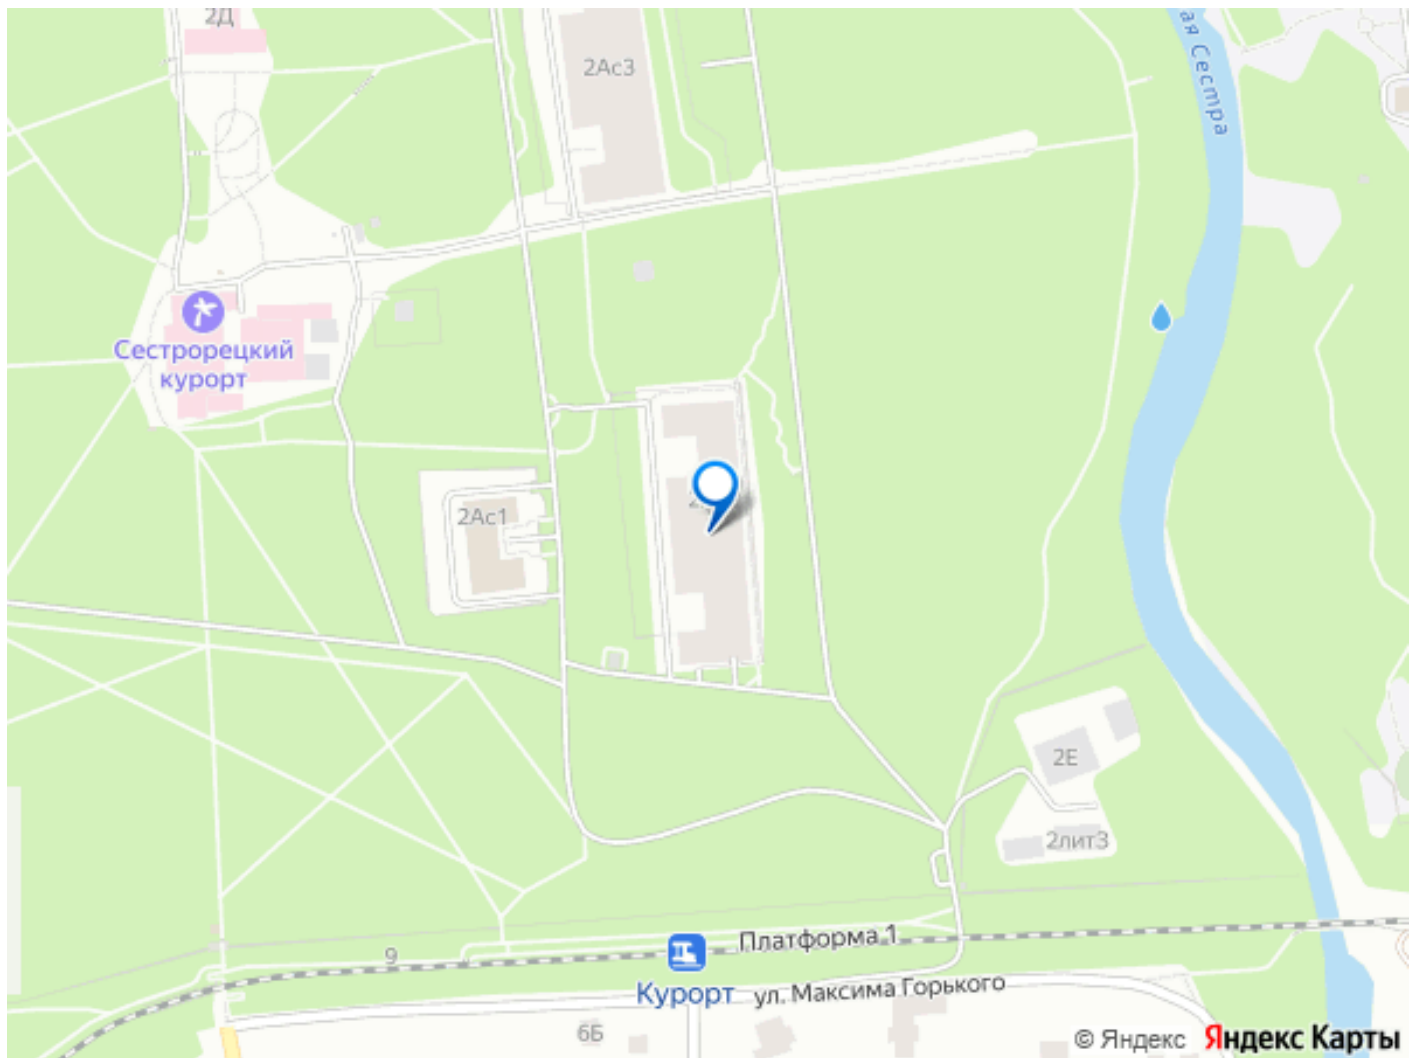 2Д
2Ас3
ая Сестра
Сестрорецкий
курорт
2Ас1
2Е
2лит3
Платформа 1
9
Курорт
ул. Максима Горького
6Б
© Яндекс Яндекс Карты